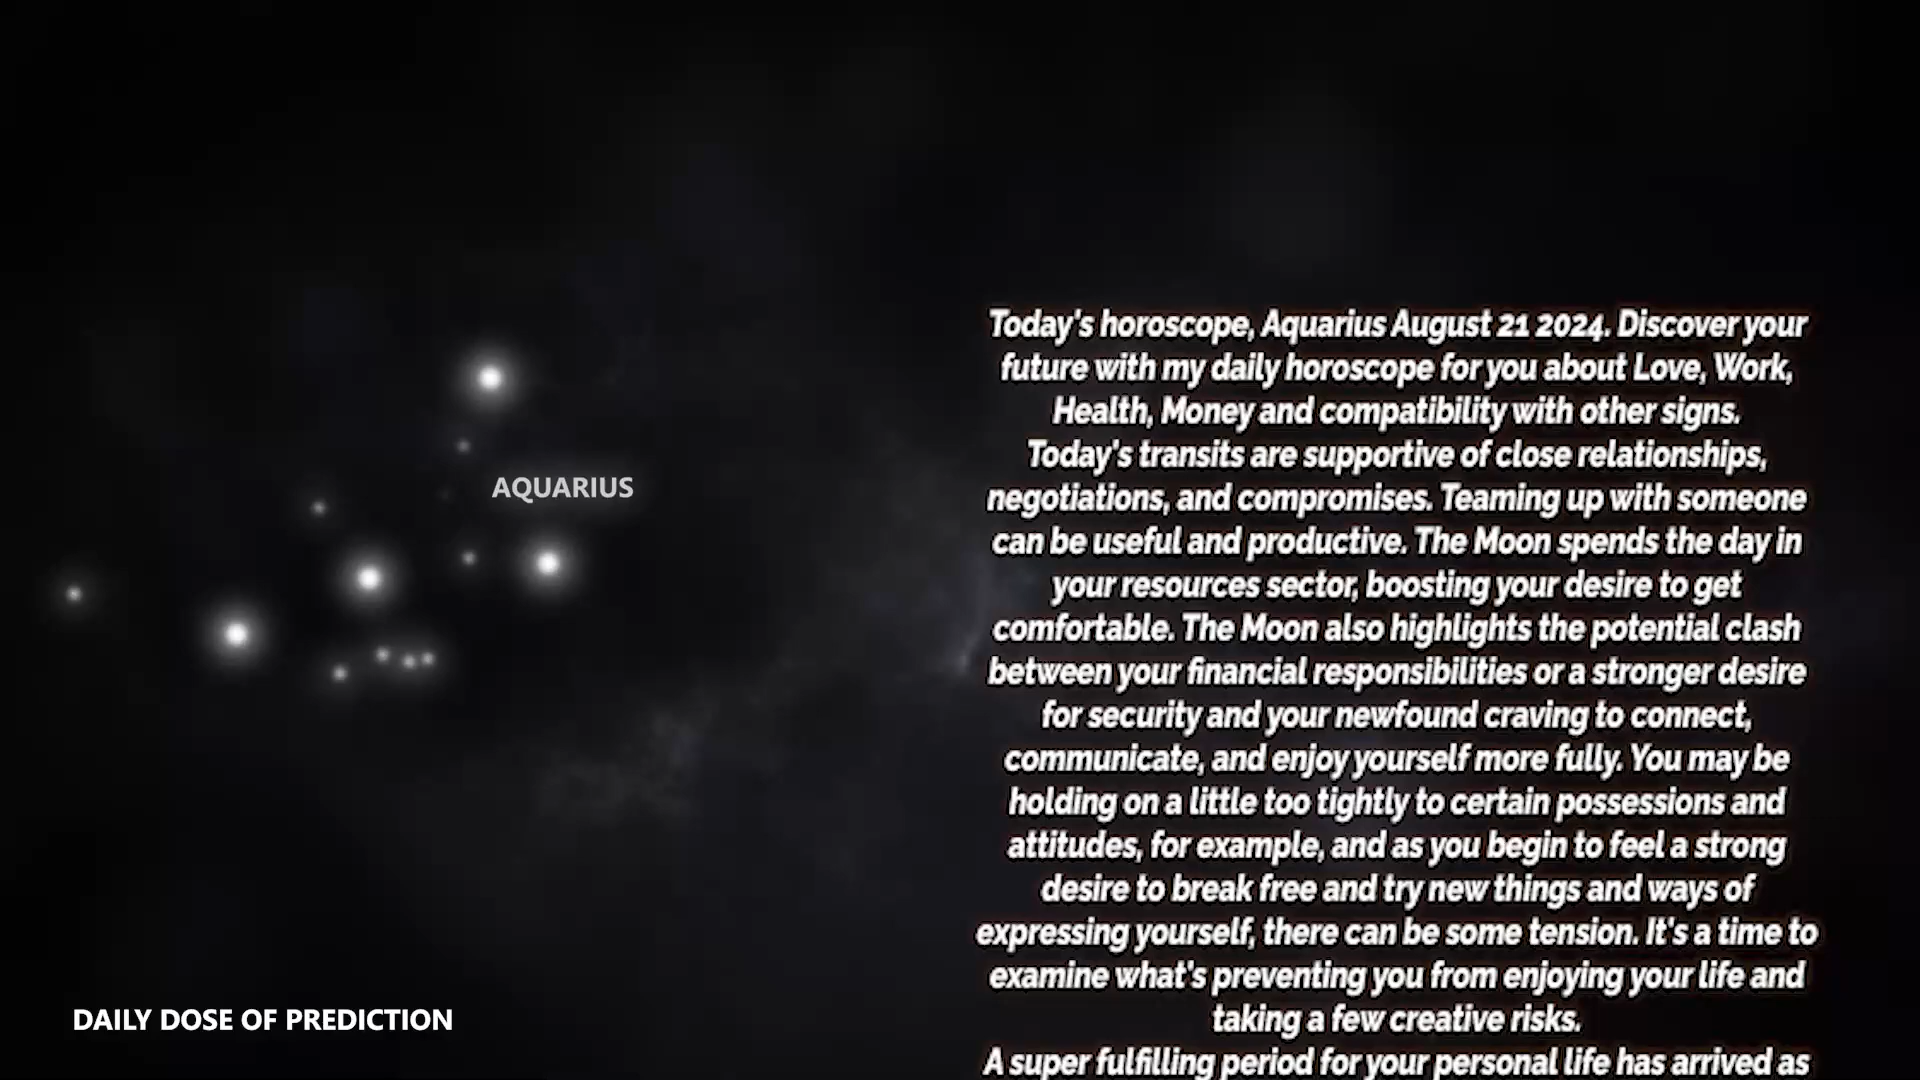 AQUARIUS
Today's horoscope, Aquarius August 21 2024. Discover your
future with my daily horoscope for you about Love, Work,
Health, Money and compatibility with other signs.
Today's transits are supportive of close relationships,
negotiations, and compromises. Teaming up with someone
can be useful and productive. The Moon spends the day in
your resources sector, boosting your desire to get
comfortable. The Moon also highlights the potential clash
between your financial responsibilities or a stronger desire
for security and your newfound craving to connect,
communicate, and enjoy yourself more fully. You may be
holding on a little too tightly to certain possessions and
attitudes, for example, and as you begin to feel a strong
desire to break free and try new things and ways of
expressing yourself, there can be some tension. It's a time to
examine what's preventing you from enjoying your life and
taking a few creative risks.
A super fulfilling period for your personal life has arrived as
DAILY DOSE OF PREDICTION